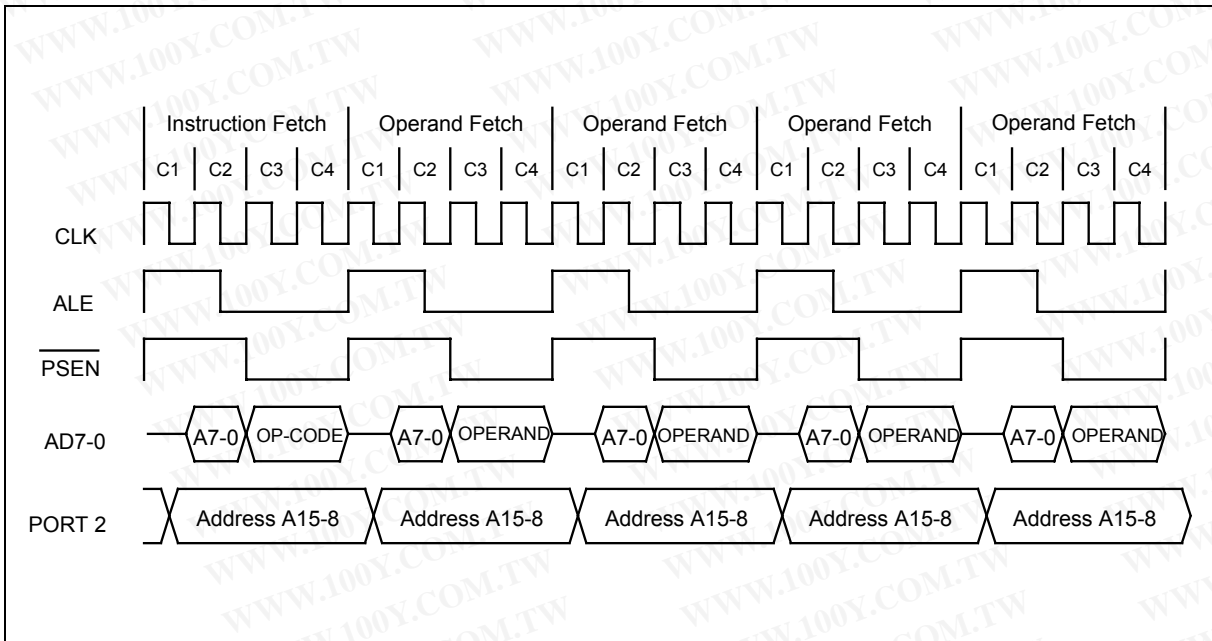 Instruction Fetch Operand Fetch Operand Fetch Operand Fetch Operand Fetch
C1 C2 C3 C4 C1 C2 C3 C4 C1 C2 C3 C4 C1 C2 C3 C4 C1 C2 C3 C4
CLK
ALE
PSEN
AD7-0 A7-0 OP-CODE A7-0 OPERAND A7-0 OPERAND A7-0 OPERAND A7-0 OPERAND
PORT 2 Address A15-8 Address A15-8 Address A15-8 Address A15-8 Address A15-8
WWW.100Y.COM.TW